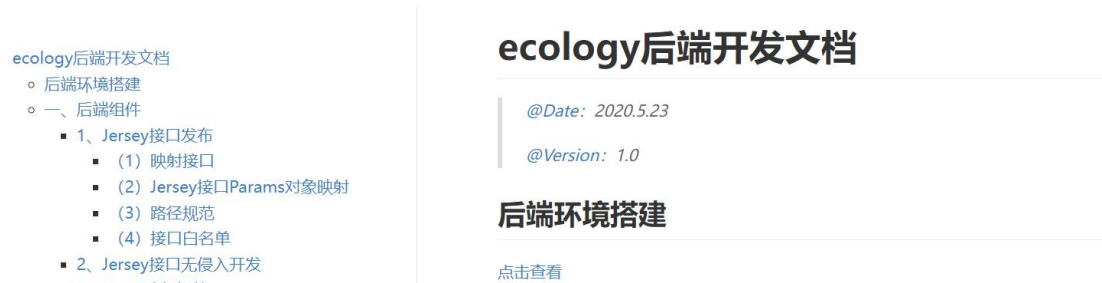 ecology后端开发文档
后端环境搭建
一、后端组件
1、Jersey接口发布
（1）映射接口
（2）Jersey接口Params对象映射
（3）路径规范
（4）接口白名单
2、Jersey接口无侵入开发
ecology后端开发文档
@Date：2020.5.23
@Version：1.0
后端环境搭建
点击查看